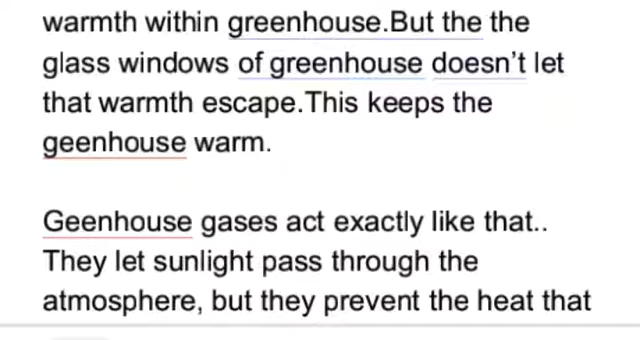 warmth within greenhouse.But the the
glass windows of greenhouse doesn't let
that warmth escape.This keeps the
geenhouse warm.
Geenhouse gases act exactly like that..
They let sunlight pass through the
atmosphere, but they prevent the heat that